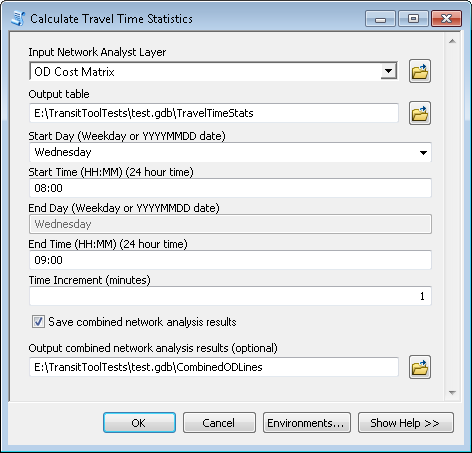 Calculate Travel Time Statistics
Input Network Analyst Layer
OD Cost Matrix
Output table
E:\TransitToolTests\test.gdb\TravelTimeStats
Start Day (Weekday or YYYYMMDD date)
Wednesday
Start Time (HH:MM) (24 hour time)
08:00
End Day (Weekday or YYYYMMDD date)
Wednesday
End Time (HH:MM) (24 hour time)
09:00
Time Increment (minutes)
1
Save combined network analysis results
Output combined network analysis results (optional)
E:\TransitToolTests\test.gdb\CombinedODLines
OK
Cancel
Environments...
Show Help >>